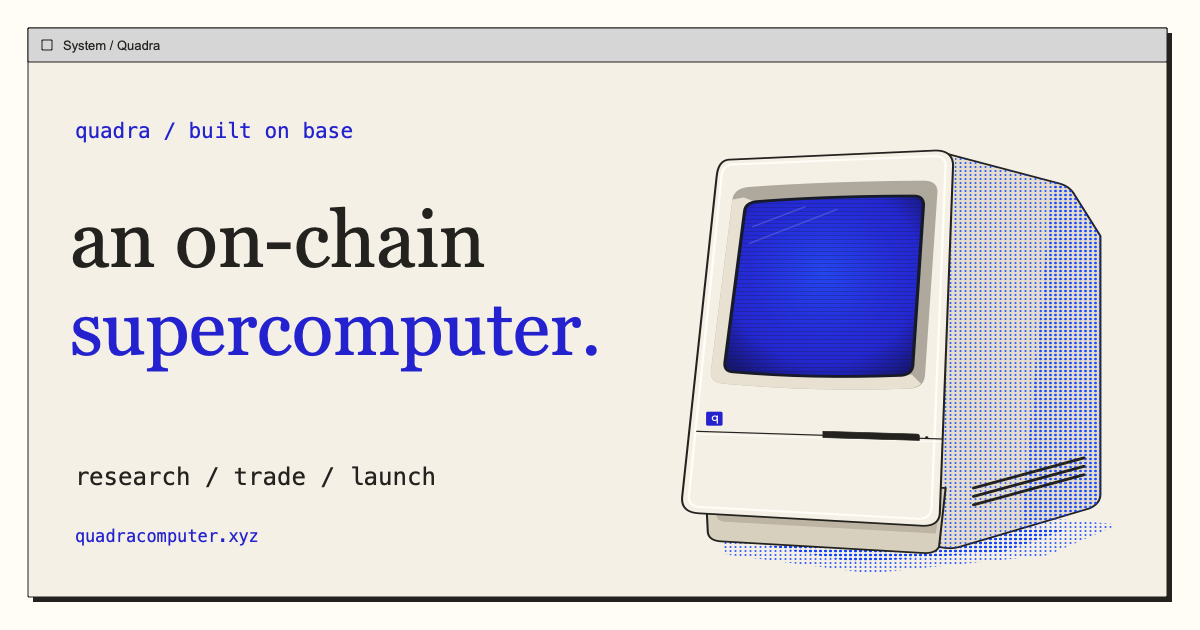 System / Quadra
quadra / built on base
an on-chain
supercomputer.
research / trade / launch
quadracomputer.xyz
q